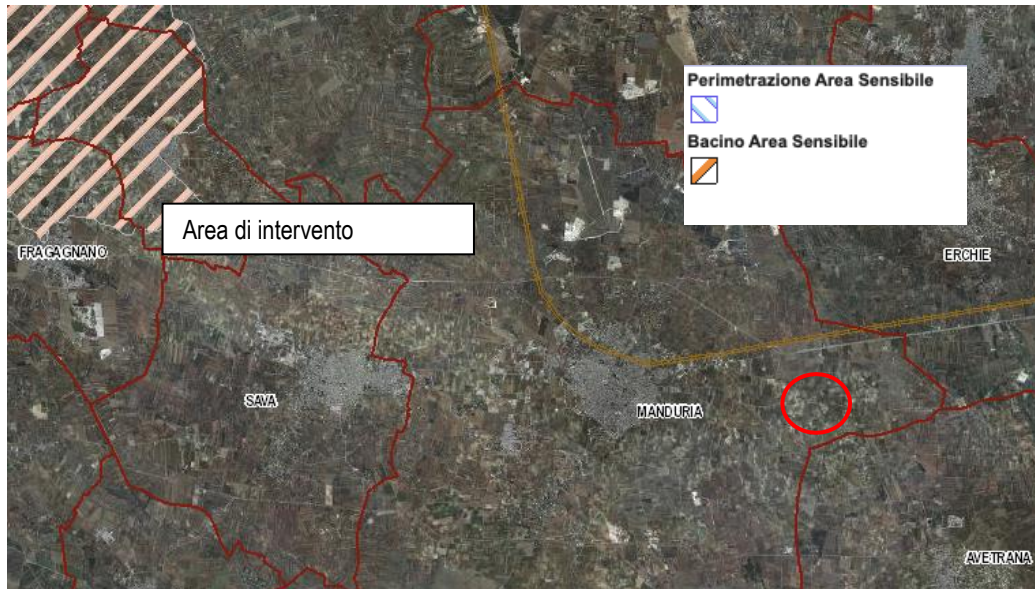 Perimetrazione Area Sensibile
Bacino Area Sensibile
Area di intervento
FRAGAGNANO
ERCHIE
SAVA
MANDURIA
AVETRANA